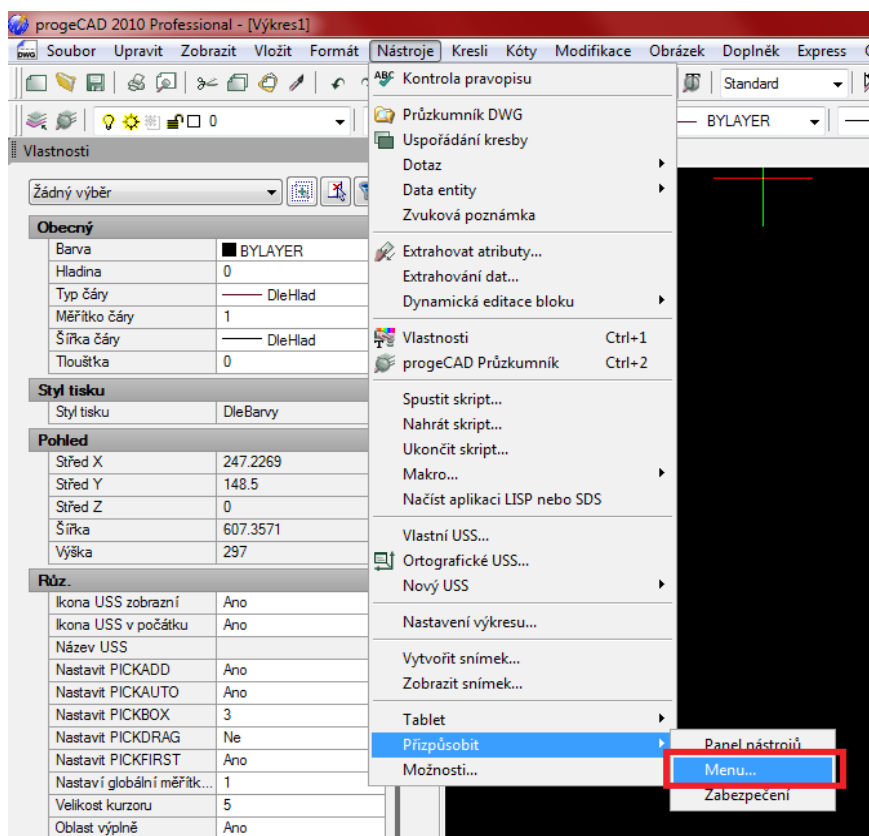 progeCAD 2010 Professional - [Výkres1]
Soubor Upravit Zobrazit Vložit Formát Nástroje Kresli Kóty Modifikace Obrázek Doplněk Express
Standard
0
BYLAYER
Vlastnosti
Žádný výběr
Obecný
Barva BYLAYER
Hladina 0
Typ čáry DleHlad
Měřítko čáry 1
Šířka čáry DleHlad
Tloušťka 0
Styl tisku
Styl tisku DleBarvy
Pohled
Střed X 247.2269
Střed Y 148.5
Střed Z 0
Šířka 607.3571
Výška 297
Růz.
Ikona USS zobrazní Ano
Ikona USS v počátku Ano
Název USS
Nastavit PICKADD Ano
Nastavit PICKAUTO Ano
Nastavit PICKBOX 3
Nastavit PICKDRAG Ne
Nastavit PICKFIRST Ano
Nastaví globální měřítk... 1
Velikost kurzoru 5
Oblast výplně Ano
ABC Kontrola pravopisu
Průzkumník DWG
Uspořádání kresby
Dotaz
Data entity
Zvuková poznámka
Extrahovat atributy...
Extrahování dat...
Dynamická editace bloku
Vlastnosti Ctrl+1
progeCAD Průzkumník Ctrl+2
Spustit skript...
Nahrát skript...
Ukončit skript...
Makro...
Načíst aplikaci LISP nebo SDS
Vlastní USS...
Ortografické USS...
Nový USS
Nastavení výkresu...
Vytvořit snímek...
Zobrazit snímek...
Tablet
Přizpůsobit
Možnosti...
Panel nástrojů
Menu...
Zabezpečení